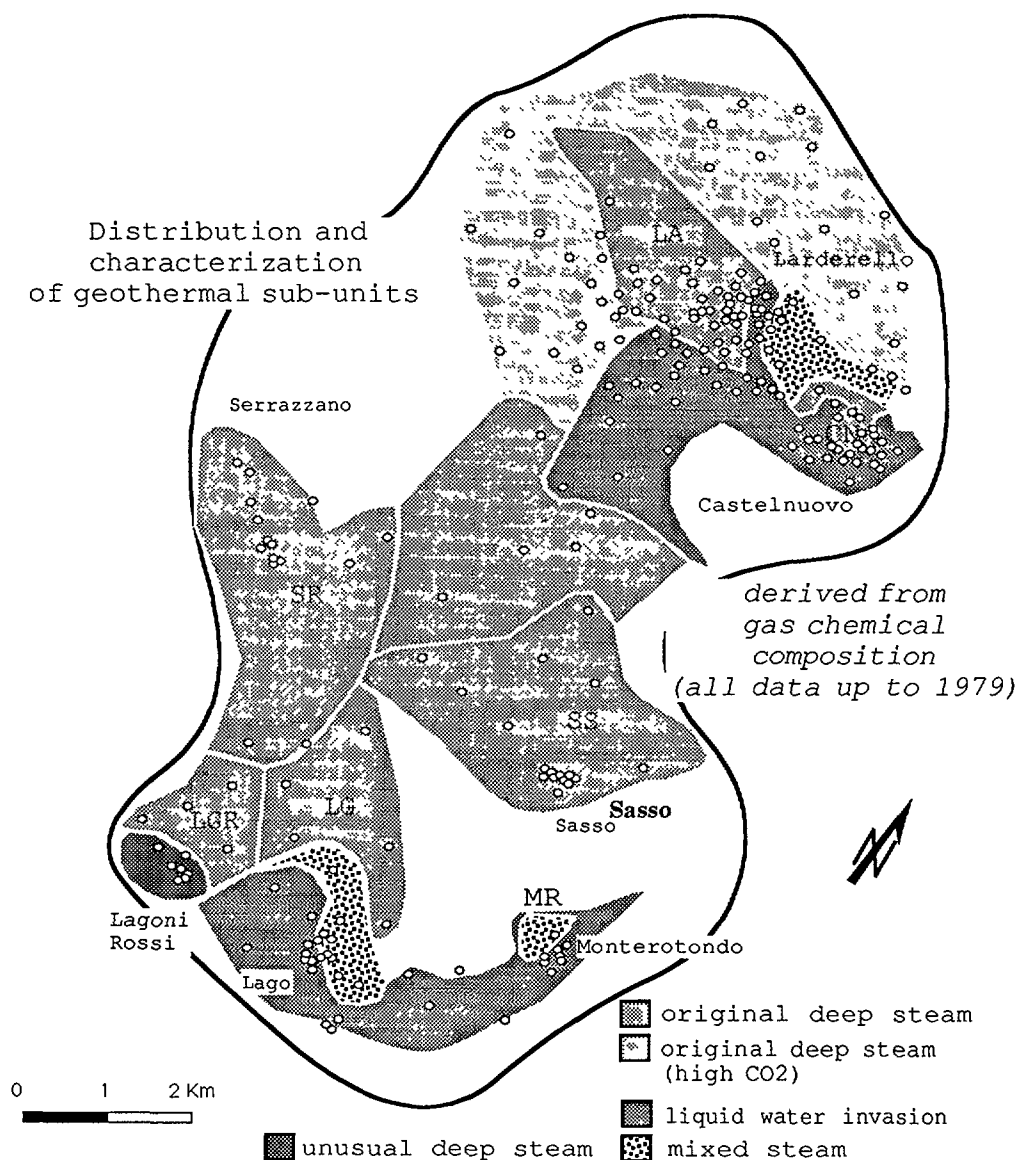 Distribution and
characterization
of geothermal sub-units
LA
Larderello
Serrazzano
Castelnuovo
SR
derived from
gas chemical
composition
(all data up to 1979)
SS
LGR
LG
Sasso
Sasso
Lagoni
Rossi
MR
Monterotondo
Lago
original deep steam
original deep steam
(high CO2)
0 1 2 Km
liquid water invasion
unusual deep steam
mixed steam